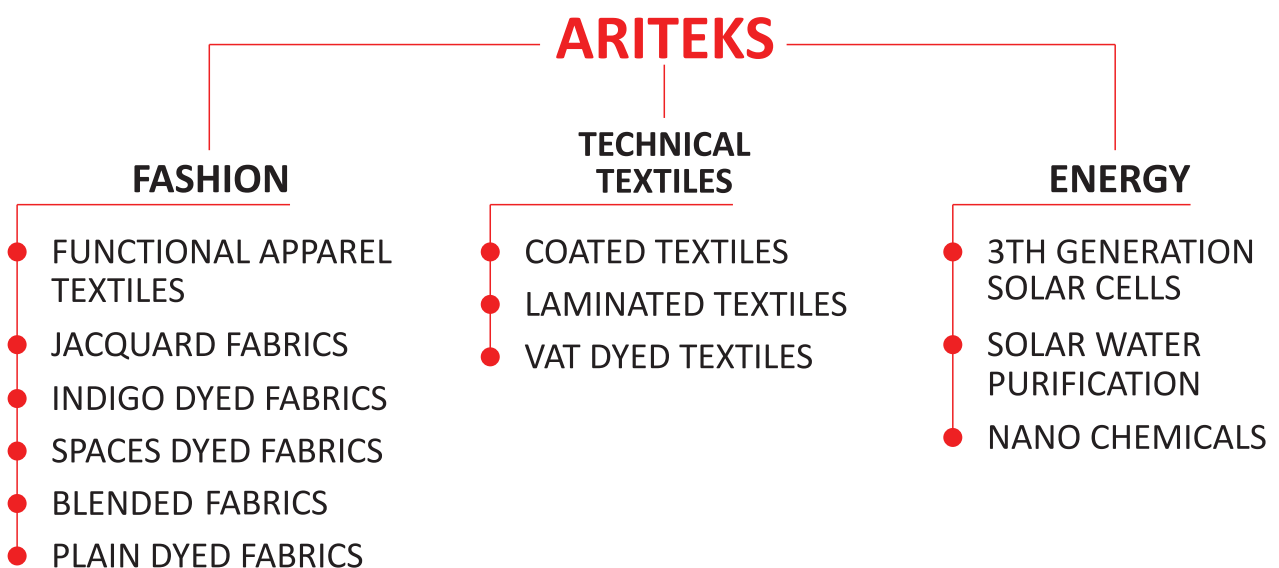 ARITEKS
FASHION
FUNCTIONAL APPAREL
TEXTILES
JACQUARD FABRICS
INDIGO DYED FABRICS
SPACES DYED FABRICS
BLENDED FABRICS
PLAIN DYED FABRICS
TECHNICAL
TEXTILES
COATED TEXTILES
LAMINATED TEXTILES
VAT DYED TEXTILES
ENERGY
3TH GENERATION
SOLAR CELLS
SOLAR WATER
PURIFICATION
NANO CHEMICALS